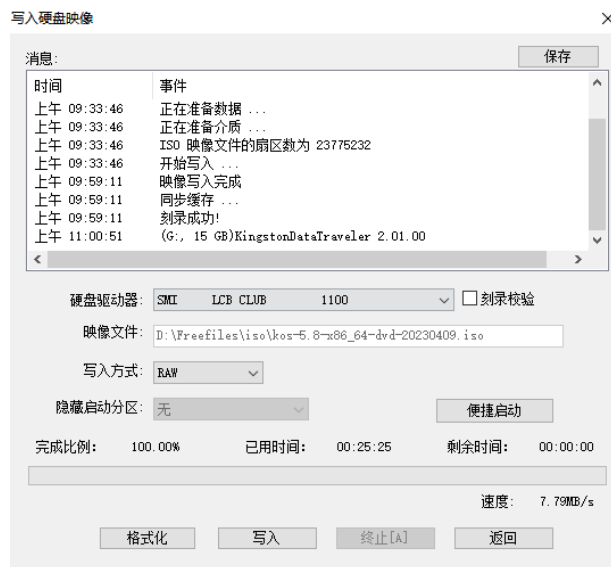 写入硬盘映像
消息:
保存
时间 事件
上午 09:33:46 正在准备数据 ...
上午 09:33:46 正在准备介质 ...
上午 09:33:46 ISO 映像文件的扇区数为 23775232
上午 09:33:46 开始写入 ...
上午 09:59:11 映像写入完成
上午 09:59:11 同步缓存 ...
上午 09:59:11 刻录成功!
上午 11:00:51 (G:, 15 GB)KingstonDataTraveler 2.01.00
硬盘驱动器: SMI LCB CLUB 1100 刻录校验
映像文件: D:\Freefiles\iso\kos-5.8-x86_64-dvd-20230409.iso
写入方式: RAW
隐藏启动分区: 无 便捷启动
完成比例: 100.00% 已用时间: 00:25:25 剩余时间: 00:00:00
速度: 7.79MB/s
格式化 写入 终止[A] 返回